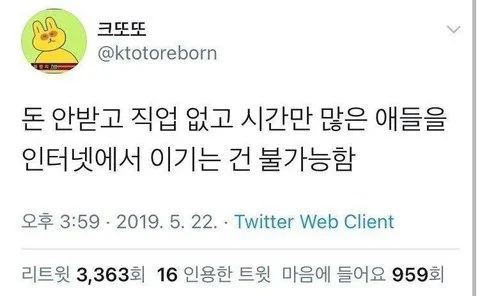 크또또
@ktotoreborn
돈 안받고 직업 없고 시간만 많은 애들을
인터넷에서 이기는 건 불가능함
오후 3:59 · 2019. 5. 22. · Twitter Web Client
리트윗 3,363회 16 인용한 트윗 마음에 들어요 959회